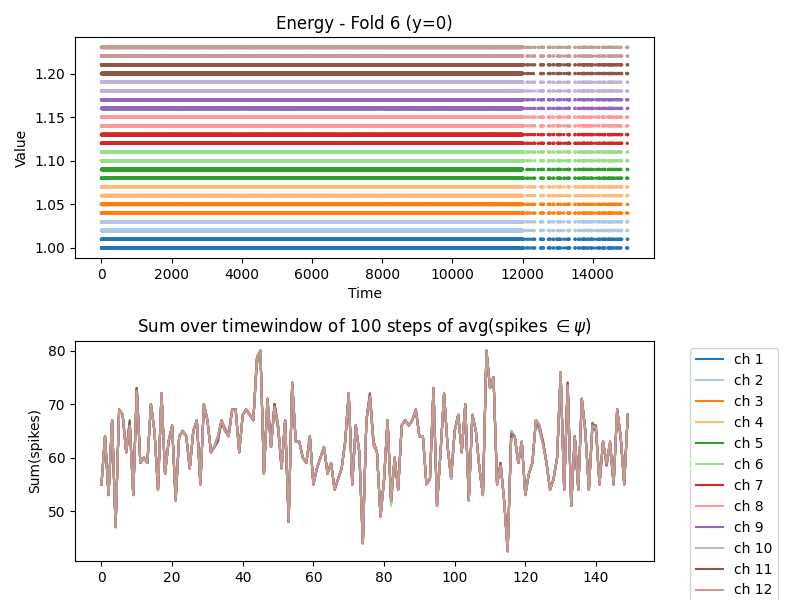 Energy - Fold 6 (y=0)
Value
1.20
1.15
1.10
1.05
1.00
0 2000 4000 6000 8000 10000 12000 14000
Time
Sum over timewindow of 100 steps of avg(spikes ∈ ψ)
Sum(spikes)
80
70
60
50
0 20 40 60 80 100 120 140
ch 1
ch 2
ch 3
ch 4
ch 5
ch 6
ch 7
ch 8
ch 9
ch 10
ch 11
ch 12